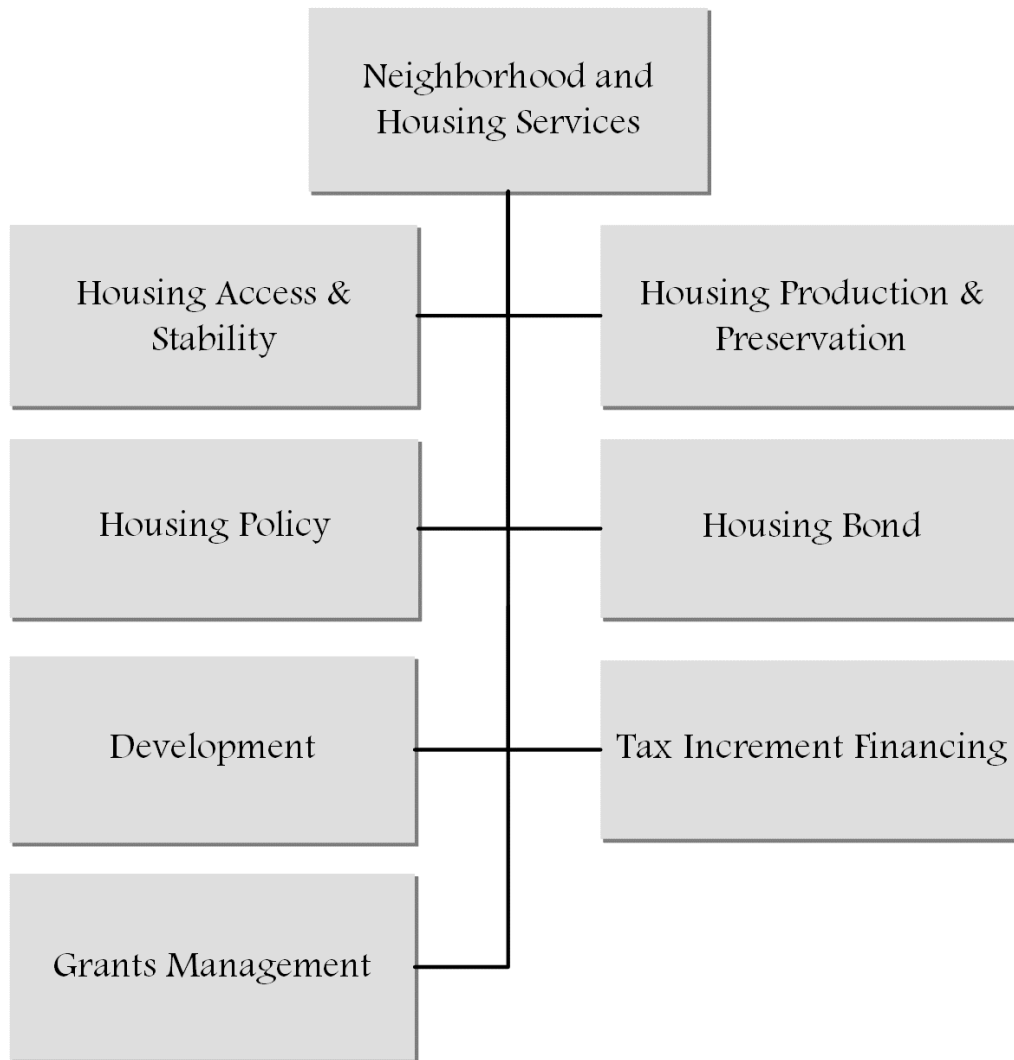 Neighborhood and
Housing Services
Housing Access &
Stability
Housing Production &
Preservation
Housing Policy
Housing Bond
Development
Tax Increment Financing
Grants Management